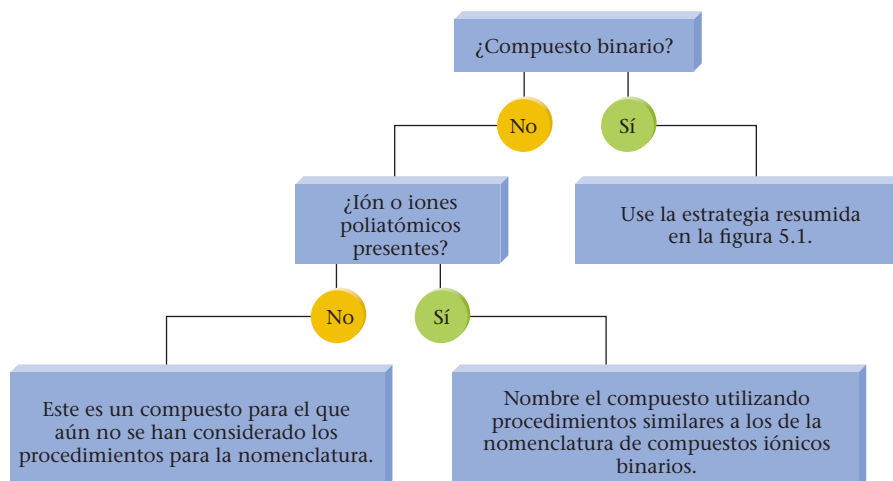 ¿Compuesto binario?
No
Sí
¿Ión o iones
poliatómicos
presentes?
Use la estrategia resumida
en la figura 5.1.
No
Sí
Este es un compuesto para el que
aún no se han considerado los
procedimientos para la nomenclatura.
Nombre el compuesto utilizando
procedimientos similares a los de la
nomenclatura de compuestos iónicos
binarios.